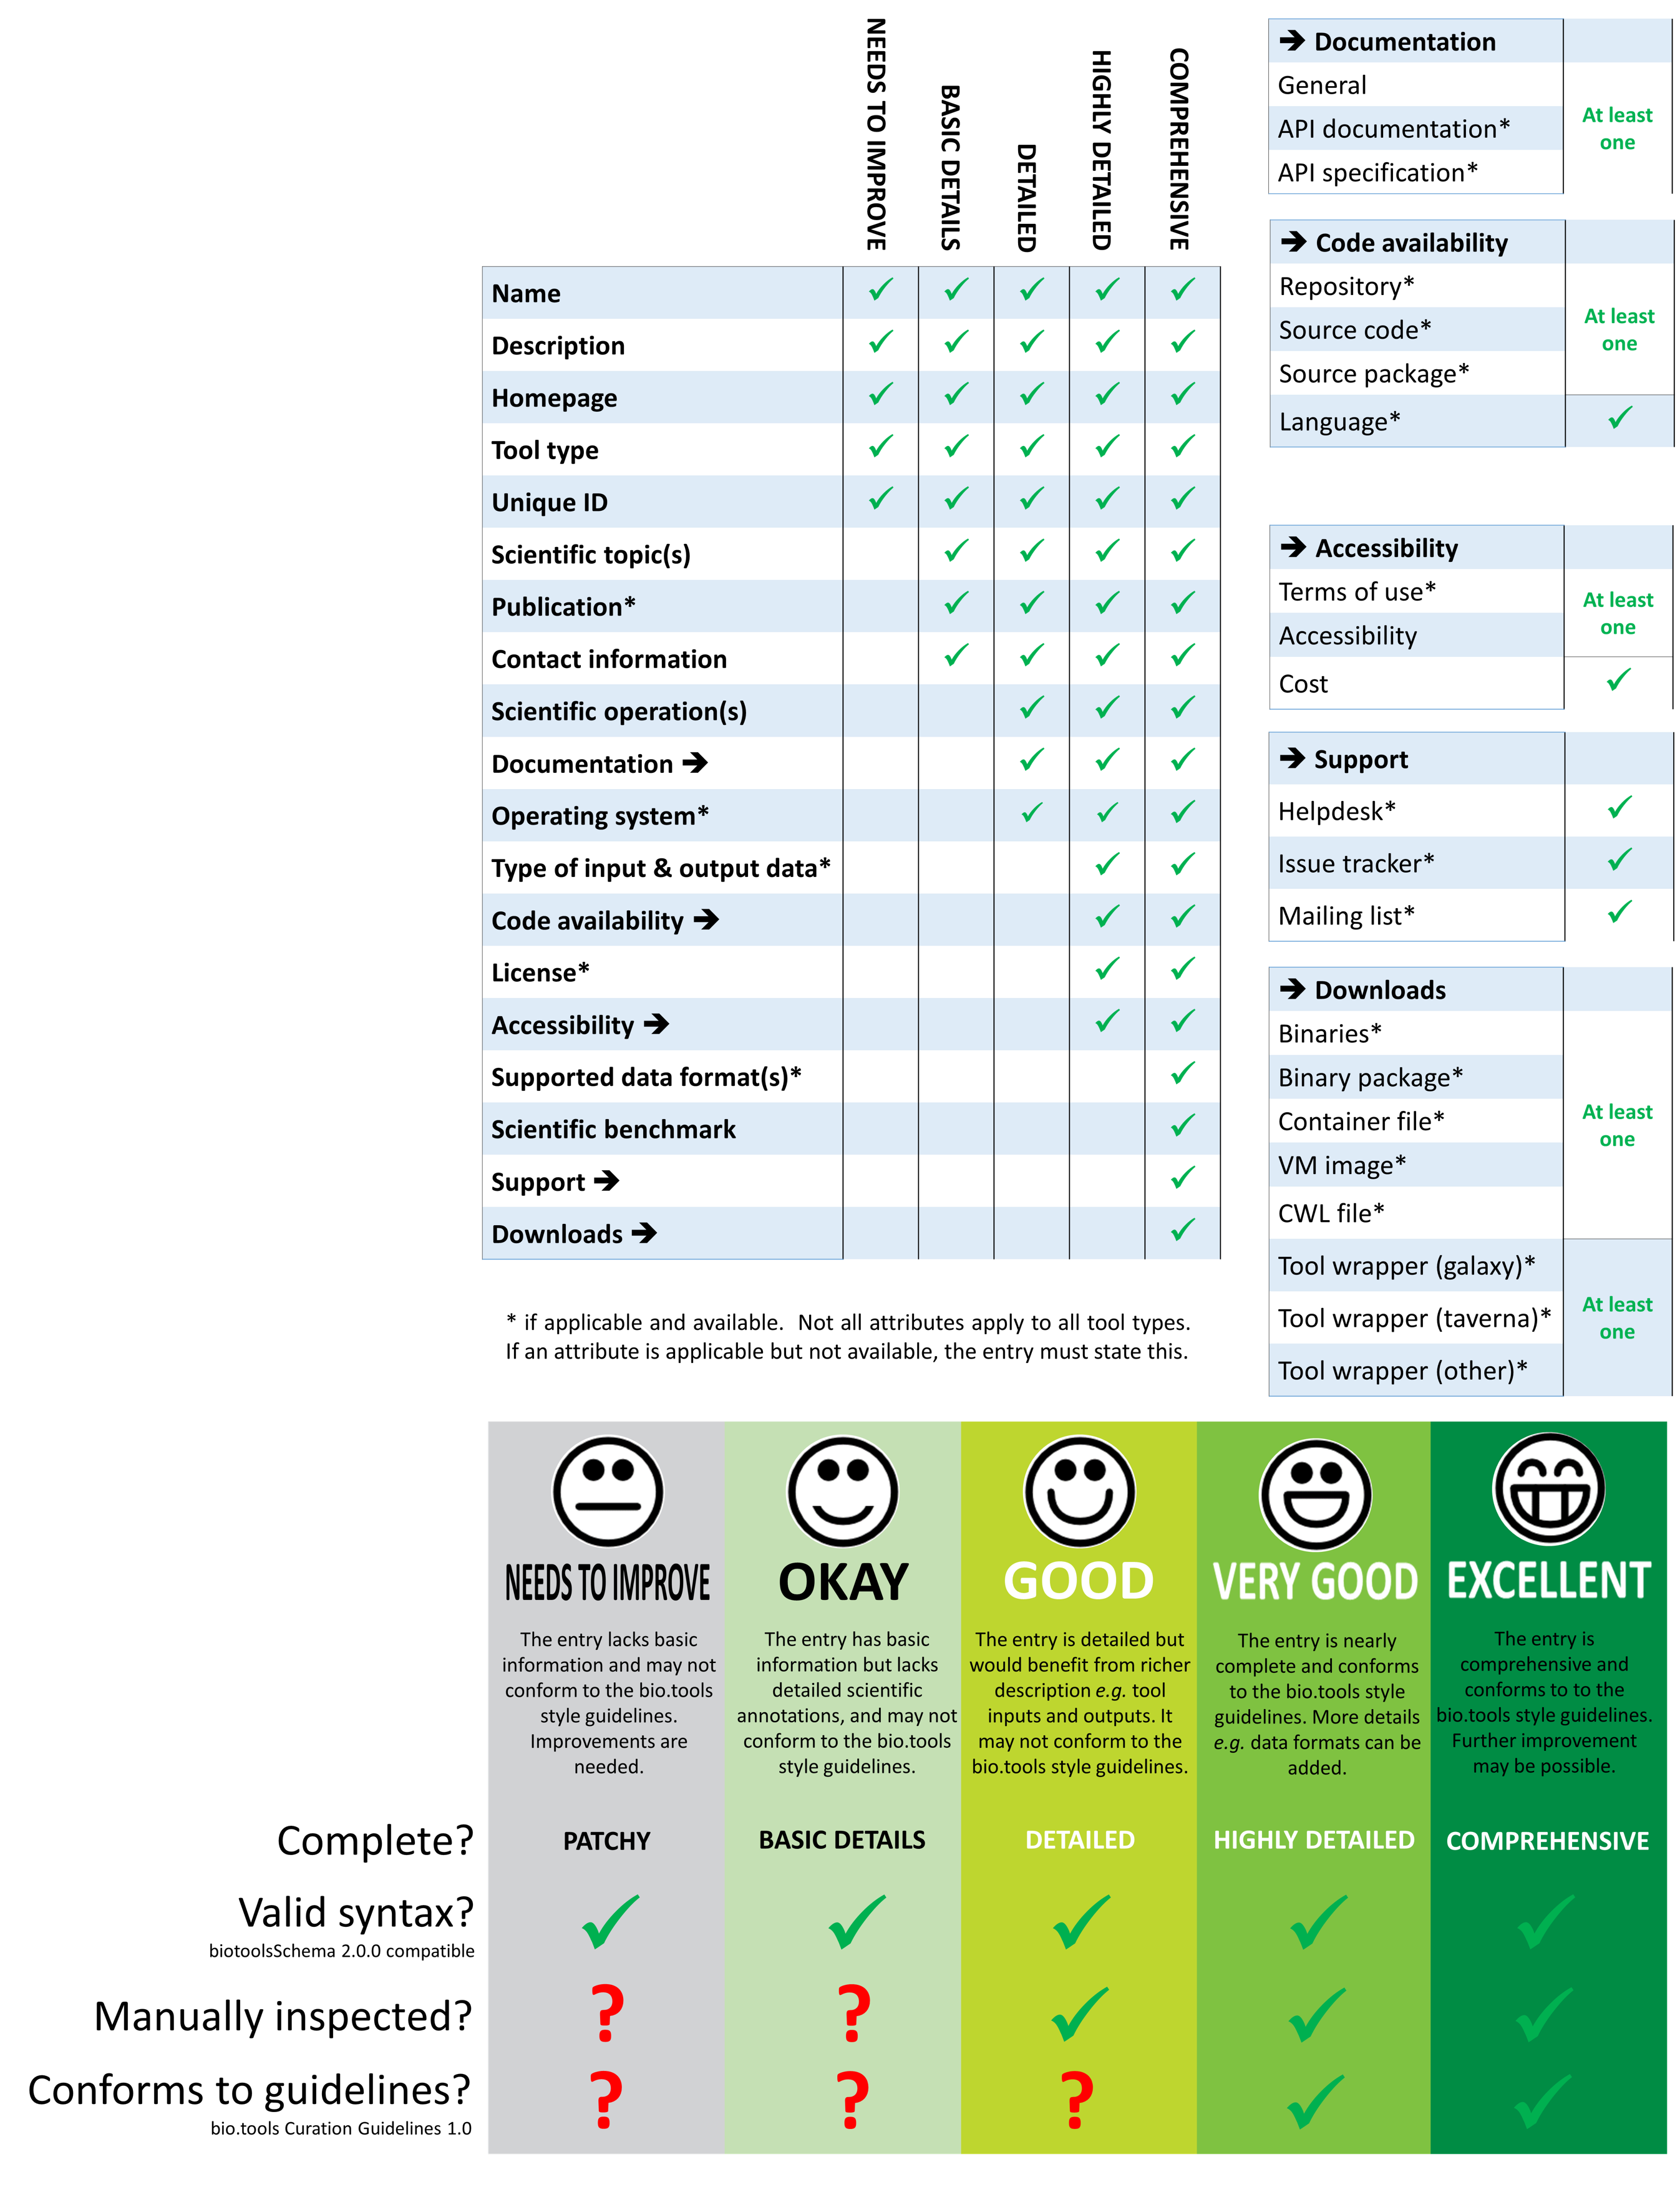 NEEDS TO IMPROVE
BASIC DETAILS
DETAILED
HIGHLY DETAILED
COMPREHENSIVE
Name ✓ ✓ ✓ ✓ ✓
Description ✓ ✓ ✓ ✓ ✓
Homepage ✓ ✓ ✓ ✓ ✓
Tool type ✓ ✓ ✓ ✓ ✓
Unique ID ✓ ✓ ✓ ✓ ✓
Scientific topic(s) ✓ ✓ ✓ ✓
Publication* ✓ ✓ ✓ ✓
Contact information ✓ ✓ ✓ ✓
Scientific operation(s) ✓ ✓ ✓
Documentation ➔ ✓ ✓ ✓
Operating system* ✓ ✓ ✓
Type of input & output data* ✓ ✓
Code availability ➔ ✓ ✓
License* ✓ ✓
Accessibility ➔ ✓ ✓
Supported data format(s)* ✓
Scientific benchmark ✓
Support ➔ ✓
Downloads ➔ ✓
* if applicable and available. Not all attributes apply to all tool types.
If an attribute is applicable but not available, the entry must state this.
➔ Documentation
General
API documentation*
API specification*
At least
one
➔ Code availability
Repository*
Source code*
Source package*
At least
one
Language* ✓
➔ Accessibility
Terms of use*
Accessibility
At least
one
Cost ✓
➔ Support
Helpdesk* ✓
Issue tracker* ✓
Mailing list* ✓
➔ Downloads
Binaries*
Binary package*
Container file*
VM image*
CWL file*
At least
one
Tool wrapper (galaxy)*
Tool wrapper (taverna)*
Tool wrapper (other)*
At least
one
NEEDS TO IMPROVE
The entry lacks basic
information and may not
conform to the bio.tools
style guidelines.
Improvements are
needed.
OKAY
The entry has basic
information but lacks
detailed scientific
annotations, and may not
conform to the bio.tools
style guidelines.
GOOD
The entry is detailed but
would benefit from richer
description e.g. tool
inputs and outputs. It
may not conform to the
bio.tools style guidelines.
VERY GOOD
The entry is nearly
complete and conforms
to the bio.tools style
guidelines. More details
e.g. data formats can be
added.
EXCELLENT
The entry is
comprehensive and
conforms to to the
bio.tools style guidelines.
Further improvement
may be possible.
Complete? PATCHY BASIC DETAILS DETAILED HIGHLY DETAILED COMPREHENSIVE
Valid syntax? ✓ ✓ ✓ ✓ ✓
biotoolsSchema 2.0.0 compatible
Manually inspected? ? ? ✓ ✓ ✓
Conforms to guidelines? ? ? ? ✓ ✓
bio.tools Curation Guidelines 1.0